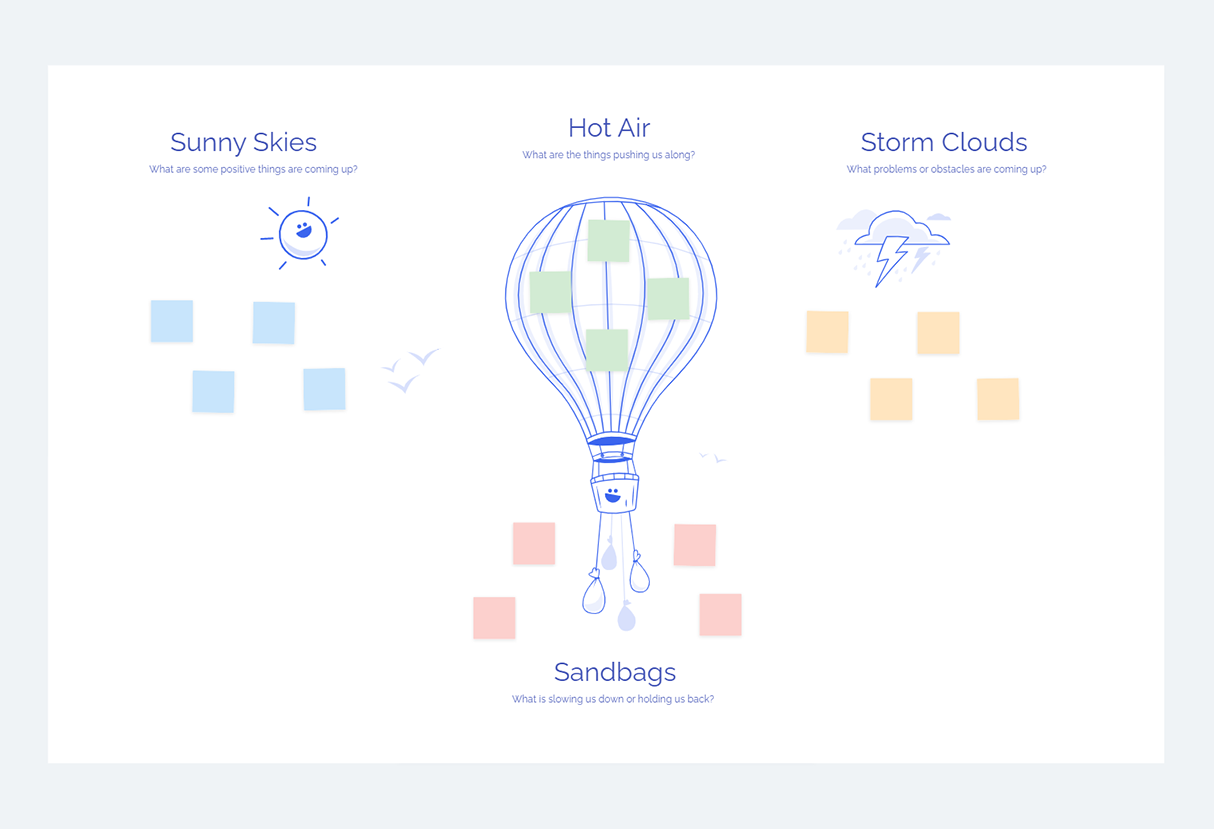 Sunny Skies
What are some positive things are coming up?
Hot Air
What are the things pushing us along?
Storm Clouds
What problems or obstacles are coming up?
Sandbags
What is slowing us down or holding us back?